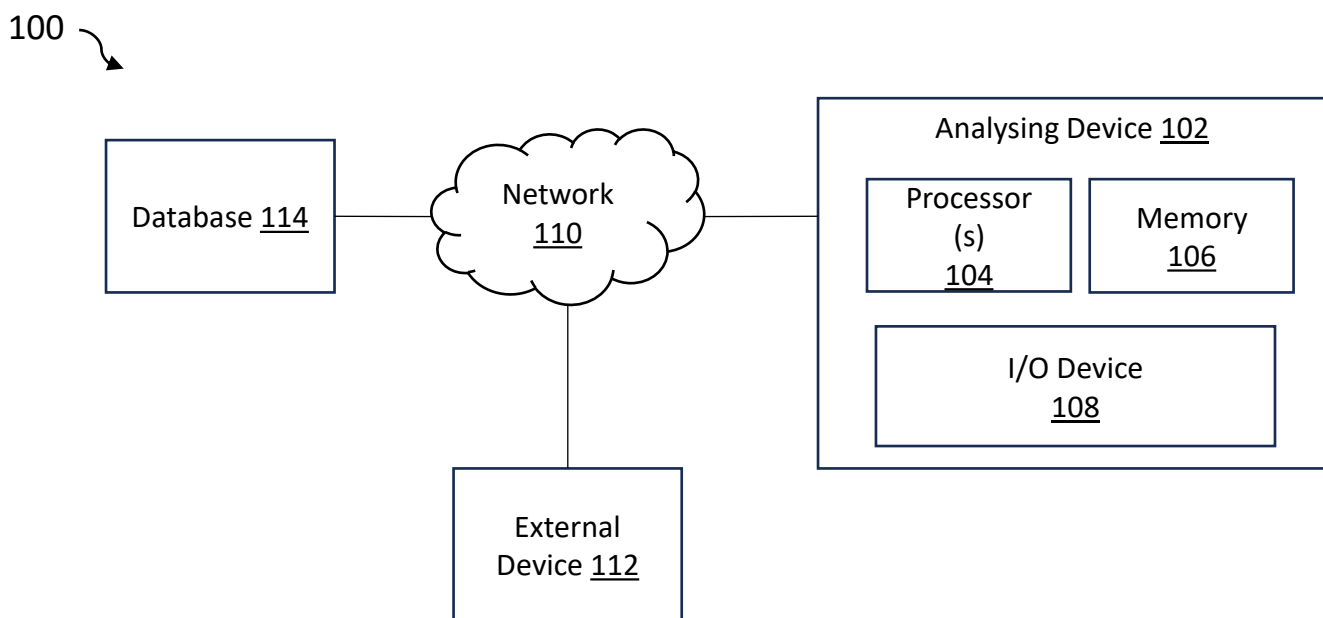 100
Database 114
Network
110
Analysing Device 102
Processor
(s)
104
Memory
106
I/O Device
108
External
Device 112